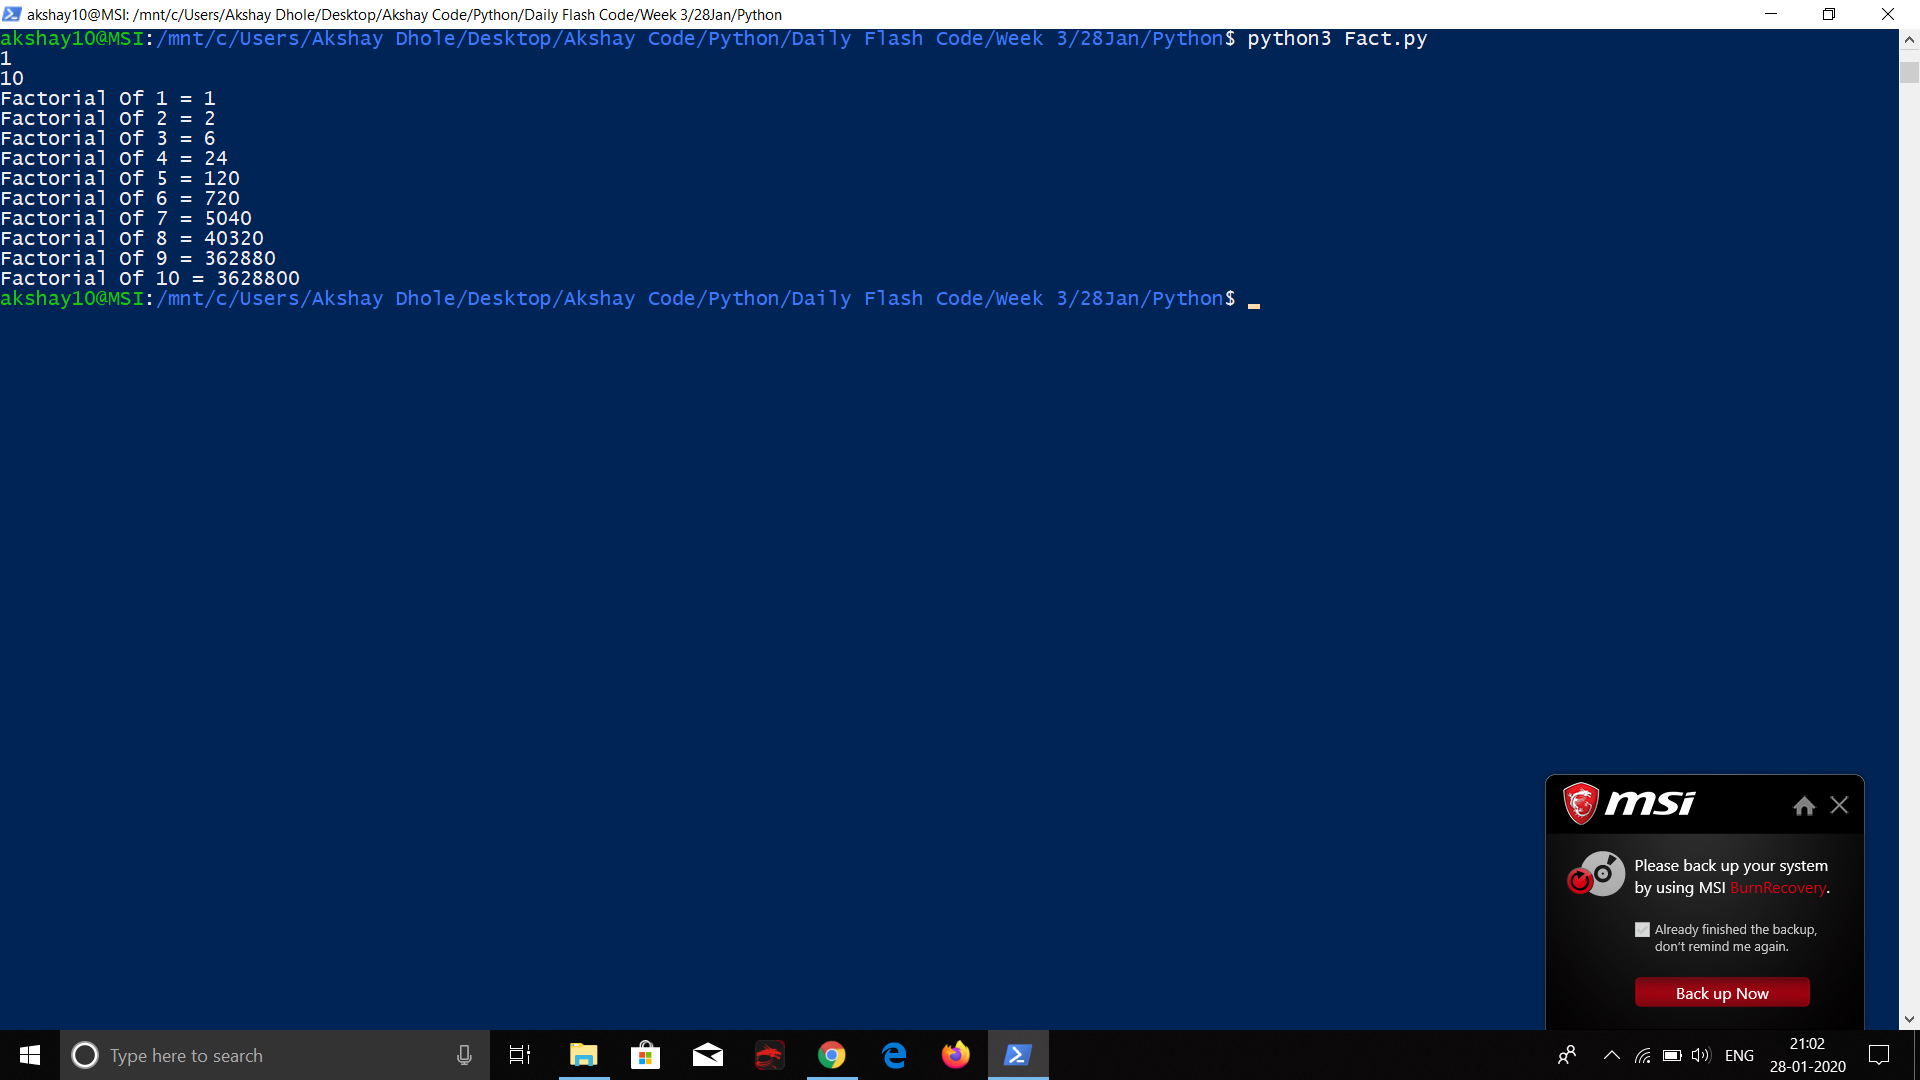 akshay10@MSI: /mnt/c/Users/Akshay Dhole/Desktop/Akshay Code/Python/Daily Flash Code/Week 3/28Jan/Python
akshay10@MSI:/mnt/c/Users/Akshay Dhole/Desktop/Akshay Code/Python/Daily Flash Code/Week 3/28Jan/Python$ python3 Fact.py
1
10
Factorial Of 1 = 1
Factorial Of 2 = 2
Factorial Of 3 = 6
Factorial Of 4 = 24
Factorial Of 5 = 120
Factorial Of 6 = 720
Factorial Of 7 = 5040
Factorial Of 8 = 40320
Factorial Of 9 = 362880
Factorial Of 10 = 3628800
akshay10@MSI:/mnt/c/Users/Akshay Dhole/Desktop/Akshay Code/Python/Daily Flash Code/Week 3/28Jan/Python$
msi
Please back up your system
by using MSI BurnRecovery.
Already finished the backup,
don't remind me again.
Back up Now
Type here to search
ENG
21:02
28-01-2020